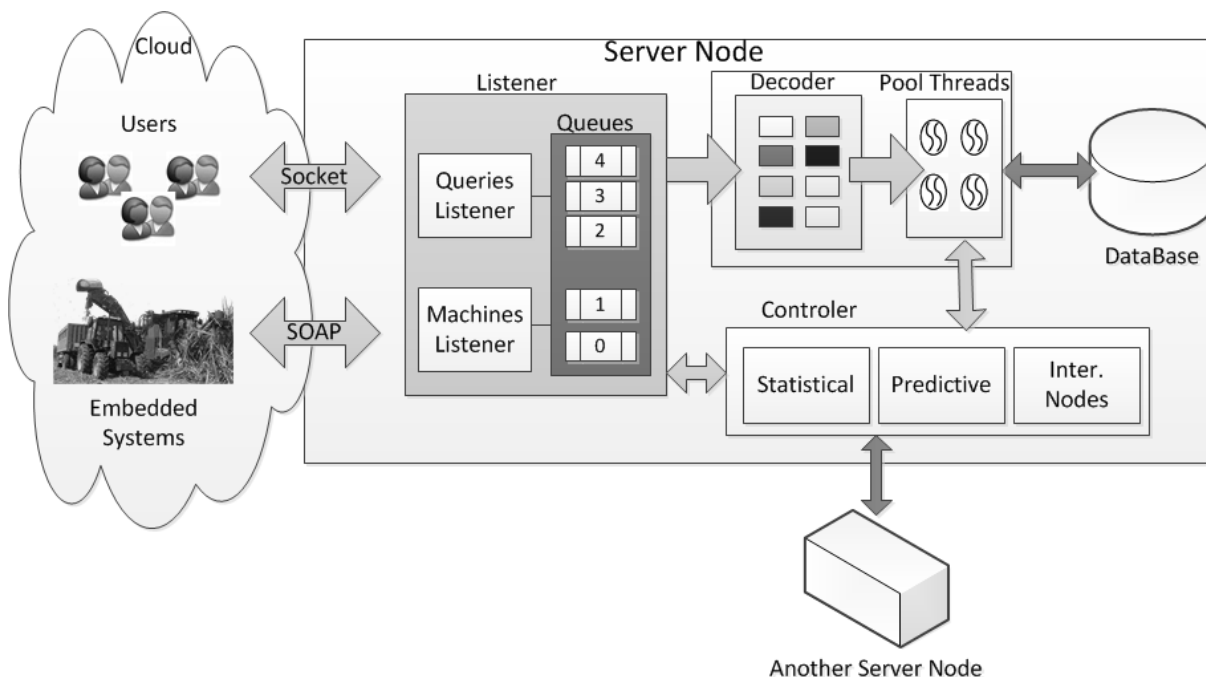 Cloud
Server Node
Users
Socket
SOAP
Embedded
Systems
Listener
Queries
Listener
Machines
Listener
Queues
4
3
2
1
0
Decoder
Pool Threads
DataBase
Controler
Statistical
Predictive
Inter.
Nodes
Another Server Node